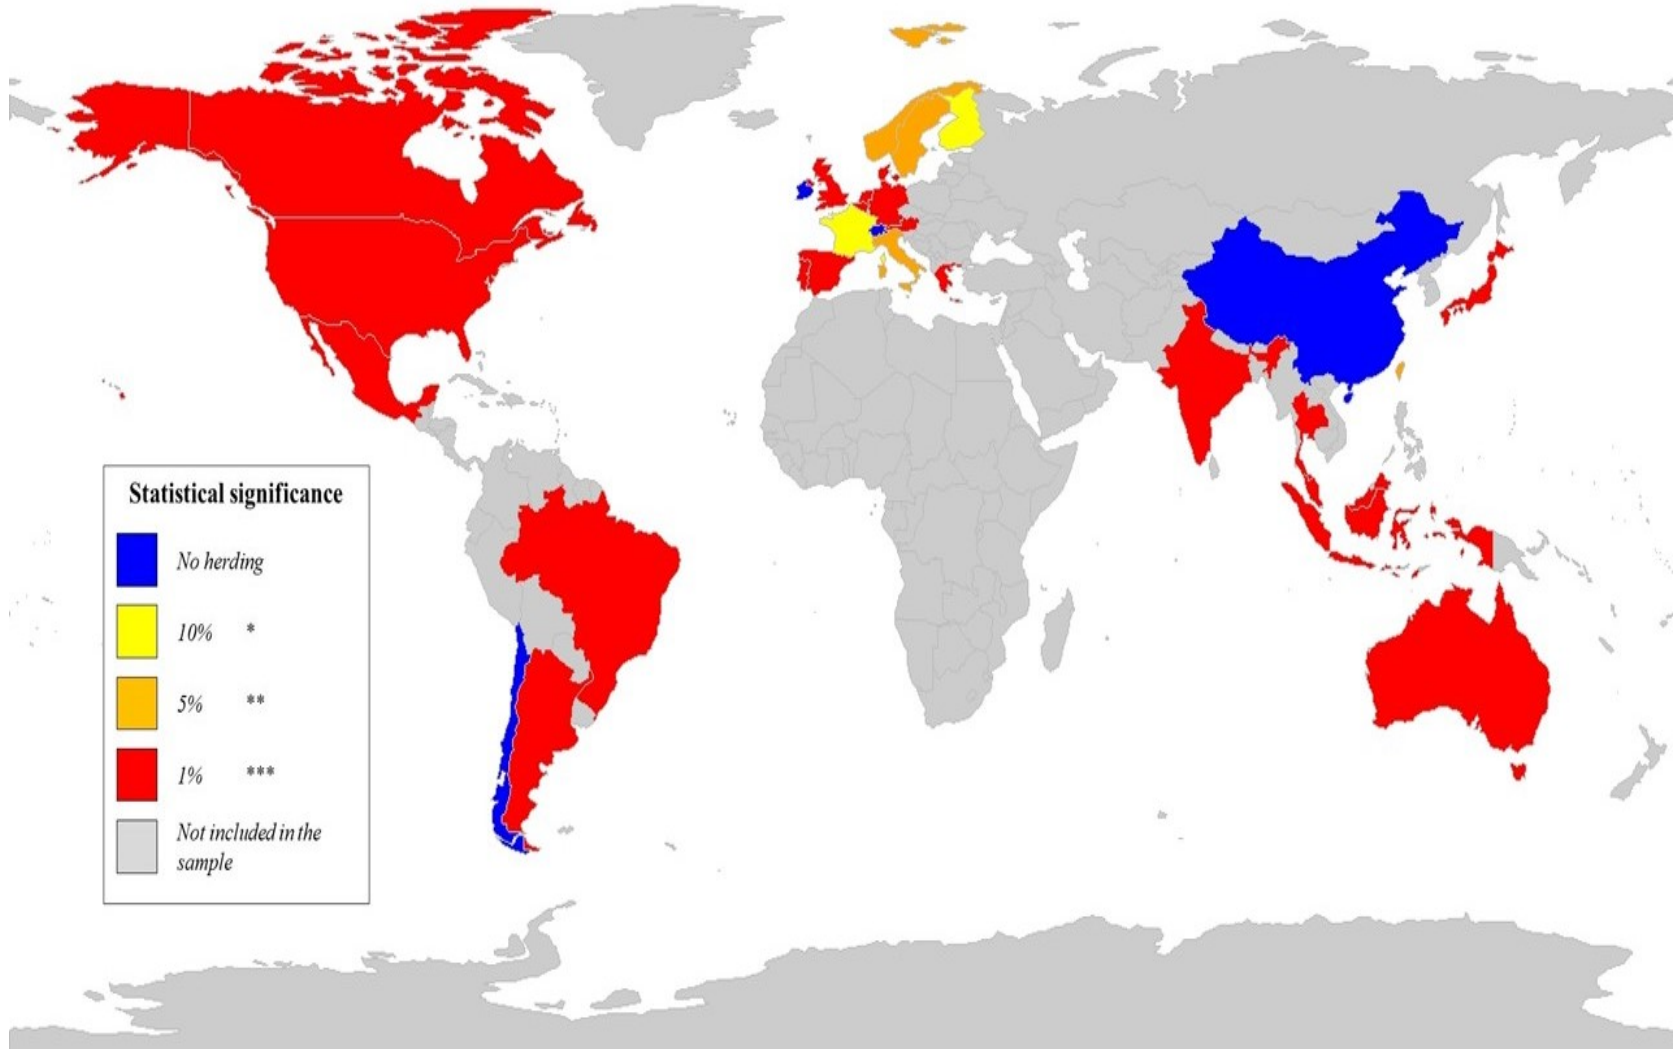 Statistical significance
No herding
10% *
5% **
1% ***
Not included in the
sample